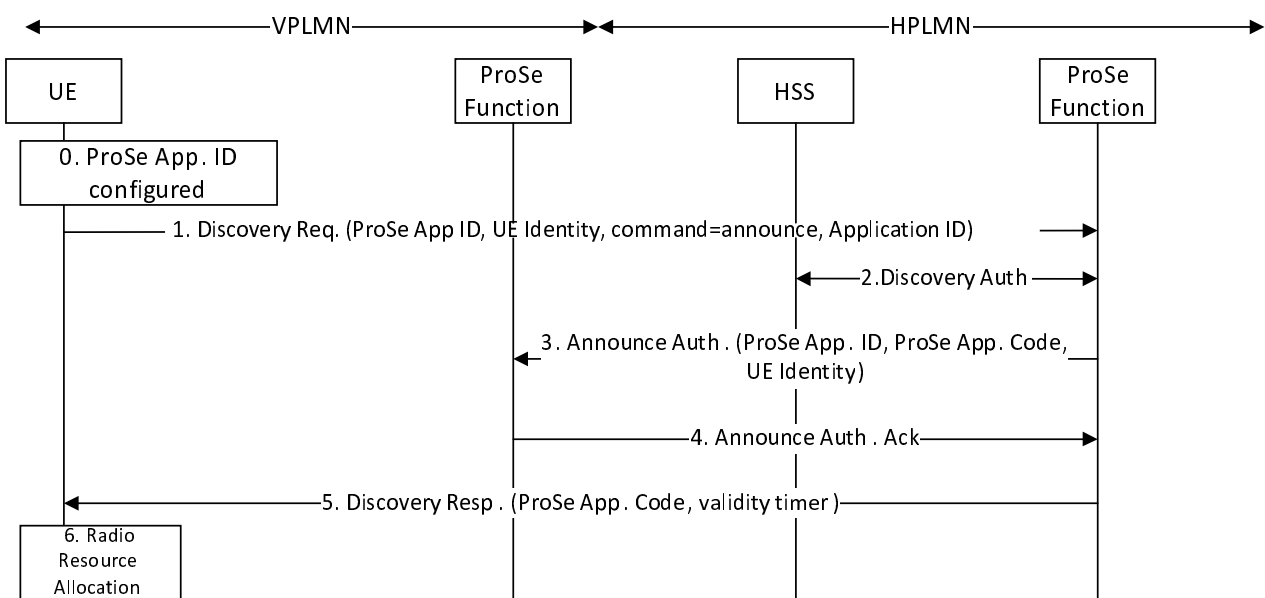 VPLMN
HPLMN
UE
ProSe
Function
HSS
ProSe
Function
0. ProSe App. ID
configured
1. Discovery Req. (ProSe App ID, UE Identity, command=announce, Application ID)
2.Discovery Auth
3. Announce Auth. (ProSe App. ID, ProSe App. Code,
UE Identity)
4. Announce Auth. Ack
5. Discovery Resp. (ProSe App. Code, validity timer)
6. Radio
Resource
Allocation